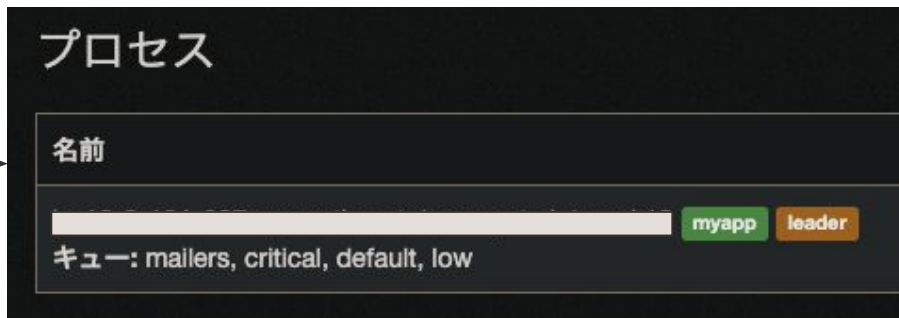 プロセス
名前
myapp leader
キュー: mailers, critical, default, low